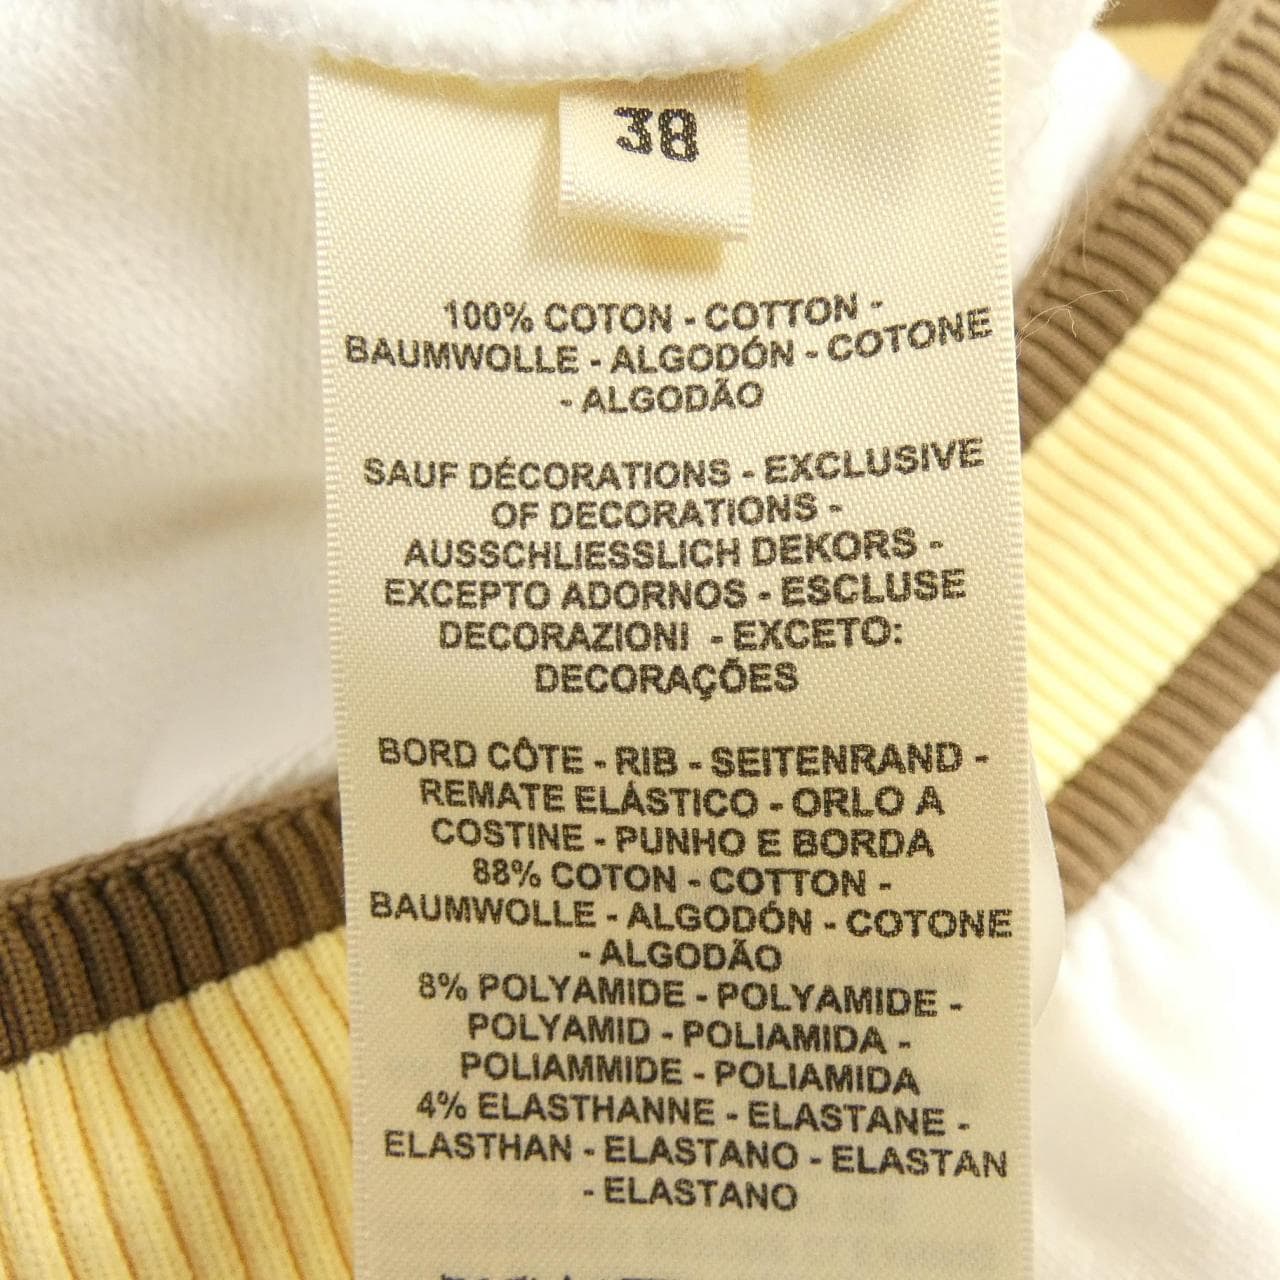 38
100% COTON - COTTON -
BAUMWOLLE - ALGODÓN - COTONE
- ALGODÃO
SAUF DÉCORATIONS - EXCLUSIVE
OF DECORATIONS -
AUSSCHLIESSLICH DEKORS -
EXCEPTO ADORNOS - ESCLUSE
DECORAZIONI - EXCETO:
DECORAÇÕES
BORD CÔTE - RIB - SEITENRAND -
REMATE ELÁSTICO - ORLO A
COSTINE - PUNHO E BORDA
88% COTON - COTTON -
BAUMWOLLE - ALGODÓN - COTONE
- ALGODÃO
8% POLYAMIDE - POLYAMIDE -
POLYAMID - POLIAMIDA -
POLIAMMIDE - POLIAMIDA
4% ELASTHANNE - ELASTANE -
ELASTHAN - ELASTANO - ELASTAN
- ELASTANO